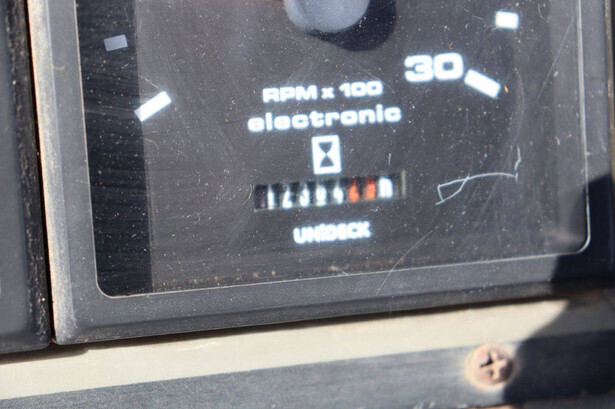 30
RPM x 100
electronic
UNIDECK